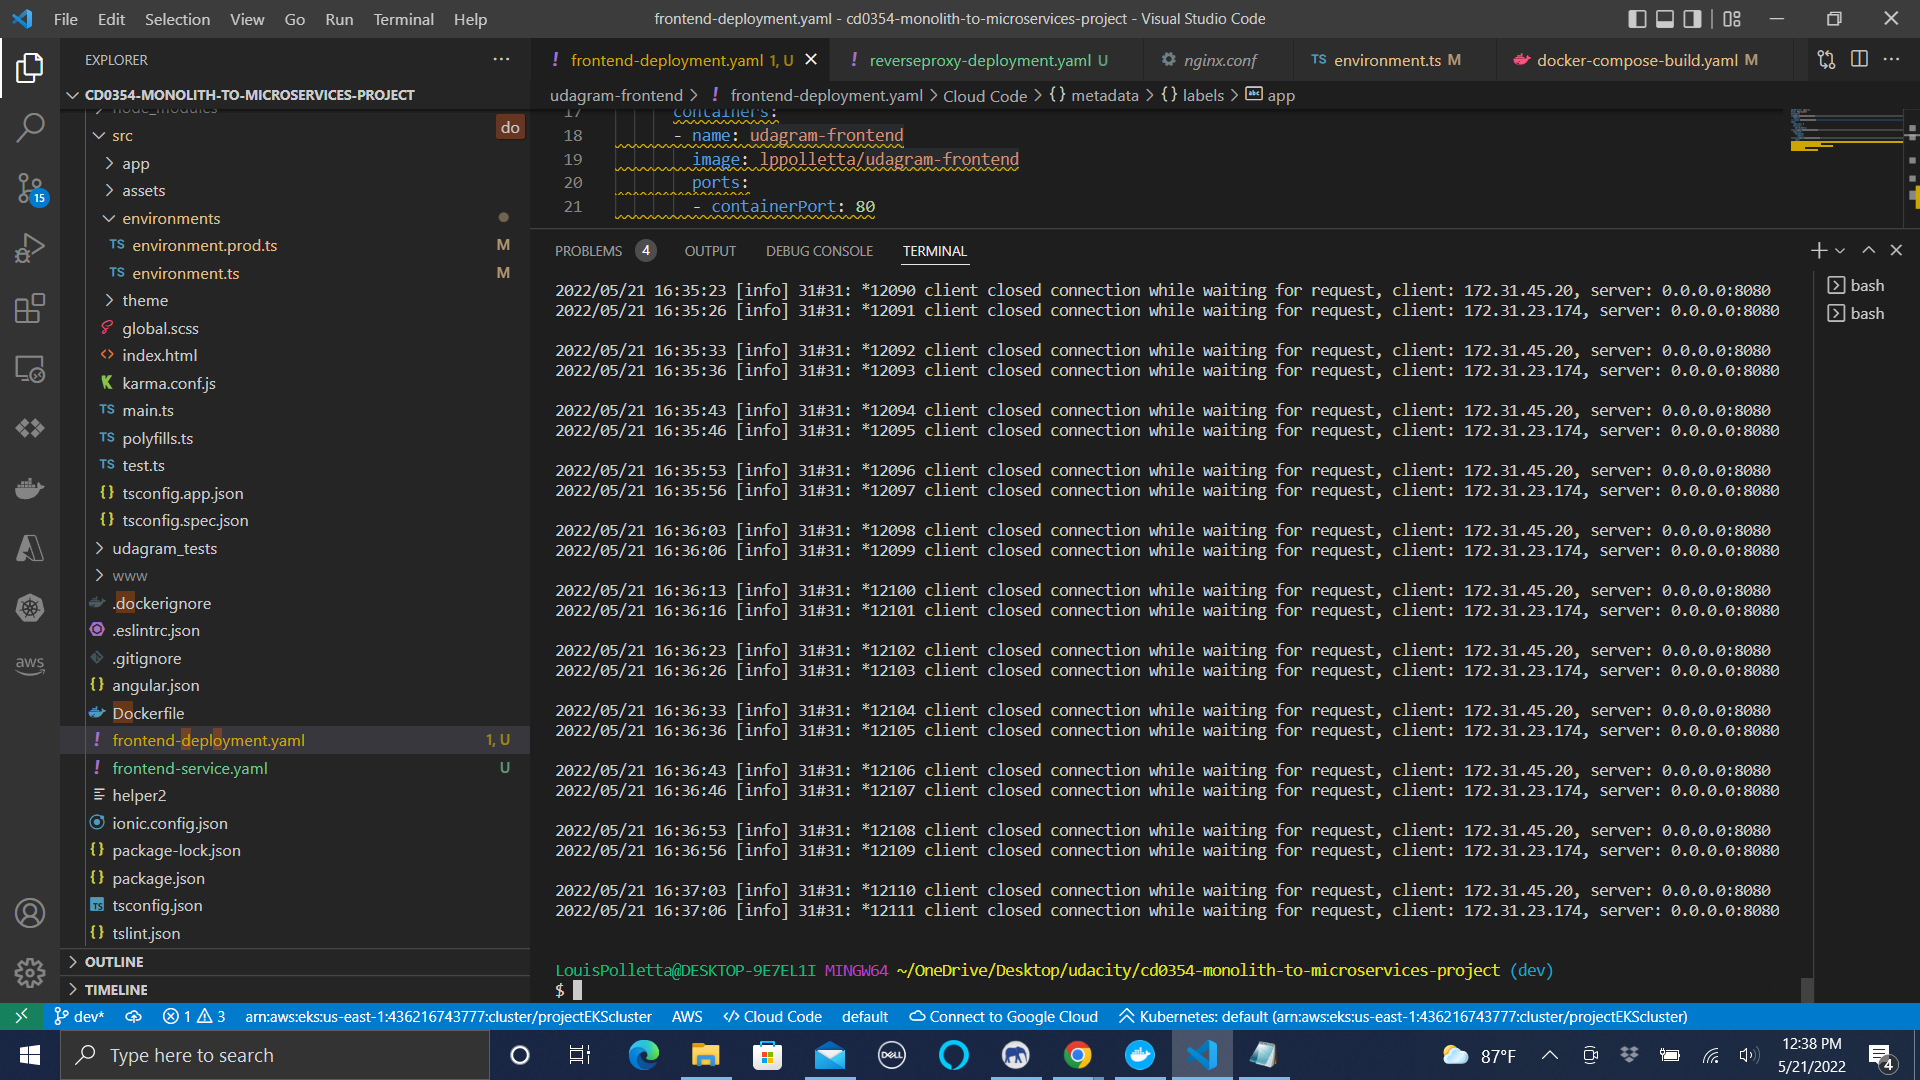 File Edit Selection View Go Run Terminal Help
frontend-deployment.yaml - cd0354-monolith-to-microservices-project - Visual Studio Code
EXPLORER
CD0354-MONOLITH-TO-MICROSERVICES-PROJECT
node_modules
src
do
app
assets
environments
TS environment.prod.ts M
TS environment.ts M
theme
global.scss
index.html
karma.conf.js
TS main.ts
TS polyfills.ts
TS test.ts
{} tsconfig.app.json
{} tsconfig.spec.json
udagram_tests
www
.dockerignore
.eslintrc.json
.gitignore
{} angular.json
Dockerfile
! frontend-deployment.yaml 1, U
! frontend-service.yaml U
helper2
ionic.config.json
{} package-lock.json
{} package.json
tsconfig.json
{} tslint.json
OUTLINE
TIMELINE
15
aws
! frontend-deployment.yaml 1, U
! reverseproxy-deployment.yaml U
nginx.conf
TS environment.ts M
docker-compose-build.yaml M
udagram-frontend > ! frontend-deployment.yaml > Cloud Code > {} metadata > {} labels > app
17 containers:
18 - name: udagram-frontend
19 image: lppolletta/udagram-frontend
20 ports:
21 - containerPort: 80
PROBLEMS 4 OUTPUT DEBUG CONSOLE TERMINAL
bash
bash
2022/05/21 16:35:23 [info] 31#31: *12090 client closed connection while waiting for request, client: 172.31.45.20, server: 0.0.0.0:8080
2022/05/21 16:35:26 [info] 31#31: *12091 client closed connection while waiting for request, client: 172.31.23.174, server: 0.0.0.0:8080
2022/05/21 16:35:33 [info] 31#31: *12092 client closed connection while waiting for request, client: 172.31.45.20, server: 0.0.0.0:8080
2022/05/21 16:35:36 [info] 31#31: *12093 client closed connection while waiting for request, client: 172.31.23.174, server: 0.0.0.0:8080
2022/05/21 16:35:43 [info] 31#31: *12094 client closed connection while waiting for request, client: 172.31.45.20, server: 0.0.0.0:8080
2022/05/21 16:35:46 [info] 31#31: *12095 client closed connection while waiting for request, client: 172.31.23.174, server: 0.0.0.0:8080
2022/05/21 16:35:53 [info] 31#31: *12096 client closed connection while waiting for request, client: 172.31.45.20, server: 0.0.0.0:8080
2022/05/21 16:35:56 [info] 31#31: *12097 client closed connection while waiting for request, client: 172.31.23.174, server: 0.0.0.0:8080
2022/05/21 16:36:03 [info] 31#31: *12098 client closed connection while waiting for request, client: 172.31.45.20, server: 0.0.0.0:8080
2022/05/21 16:36:06 [info] 31#31: *12099 client closed connection while waiting for request, client: 172.31.23.174, server: 0.0.0.0:8080
2022/05/21 16:36:13 [info] 31#31: *12100 client closed connection while waiting for request, client: 172.31.45.20, server: 0.0.0.0:8080
2022/05/21 16:36:16 [info] 31#31: *12101 client closed connection while waiting for request, client: 172.31.23.174, server: 0.0.0.0:8080
2022/05/21 16:36:23 [info] 31#31: *12102 client closed connection while waiting for request, client: 172.31.45.20, server: 0.0.0.0:8080
2022/05/21 16:36:26 [info] 31#31: *12103 client closed connection while waiting for request, client: 172.31.23.174, server: 0.0.0.0:8080
2022/05/21 16:36:33 [info] 31#31: *12104 client closed connection while waiting for request, client: 172.31.45.20, server: 0.0.0.0:8080
2022/05/21 16:36:36 [info] 31#31: *12105 client closed connection while waiting for request, client: 172.31.23.174, server: 0.0.0.0:8080
2022/05/21 16:36:43 [info] 31#31: *12106 client closed connection while waiting for request, client: 172.31.45.20, server: 0.0.0.0:8080
2022/05/21 16:36:46 [info] 31#31: *12107 client closed connection while waiting for request, client: 172.31.23.174, server: 0.0.0.0:8080
2022/05/21 16:36:53 [info] 31#31: *12108 client closed connection while waiting for request, client: 172.31.45.20, server: 0.0.0.0:8080
2022/05/21 16:36:56 [info] 31#31: *12109 client closed connection while waiting for request, client: 172.31.23.174, server: 0.0.0.0:8080
2022/05/21 16:37:03 [info] 31#31: *12110 client closed connection while waiting for request, client: 172.31.45.20, server: 0.0.0.0:8080
2022/05/21 16:37:06 [info] 31#31: *12111 client closed connection while waiting for request, client: 172.31.23.174, server: 0.0.0.0:8080
LouisPolletta@DESKTOP-9E7EL1I MINGW64 ~/OneDrive/Desktop/udacity/cd0354-monolith-to-microservices-project (dev)
$
dev* 1 3 arn:aws:eks:us-east-1:436216743777:cluster/projectEKScluster AWS Cloud Code default Connect to Google Cloud Kubernetes: default (arn:aws:eks:us-east-1:436216743777:cluster/projectEKScluster)
Type here to search
DELL
87°F
12:38 PM
5/21/2022
4